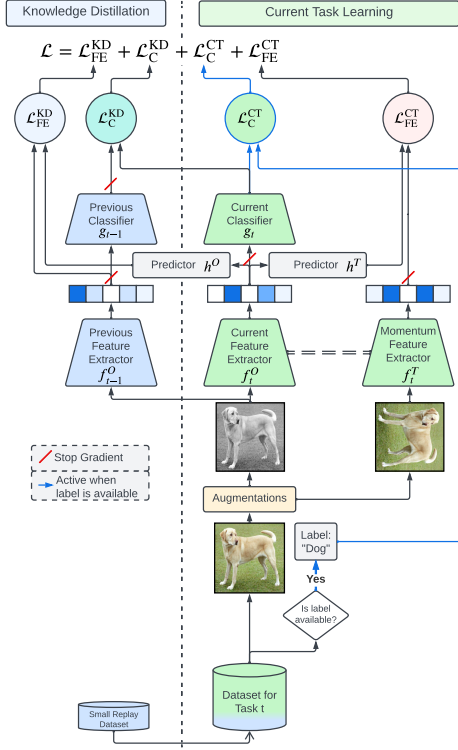 Knowledge Distillation
Current Task Learning
ℒ = ℒ_FE^KD + ℒ_C^KD + ℒ_C^CT + ℒ_FE^CT
ℒ_FE^KD
ℒ_C^KD
ℒ_C^CT
ℒ_FE^CT
Previous
Classifier
g_{t−1}
Current
Classifier
g_t
Predictor h^O
Predictor h^T
Previous
Feature
Extractor
f_{t−1}^O
Current
Feature
Extractor
f_t^O
Momentum
Feature
Extractor
f_t^T
Stop Gradient
Active when
label is available
Augmentations
Label:
"Dog"
Yes
Is label
available?
Dataset for
Task t
Small Replay
Dataset